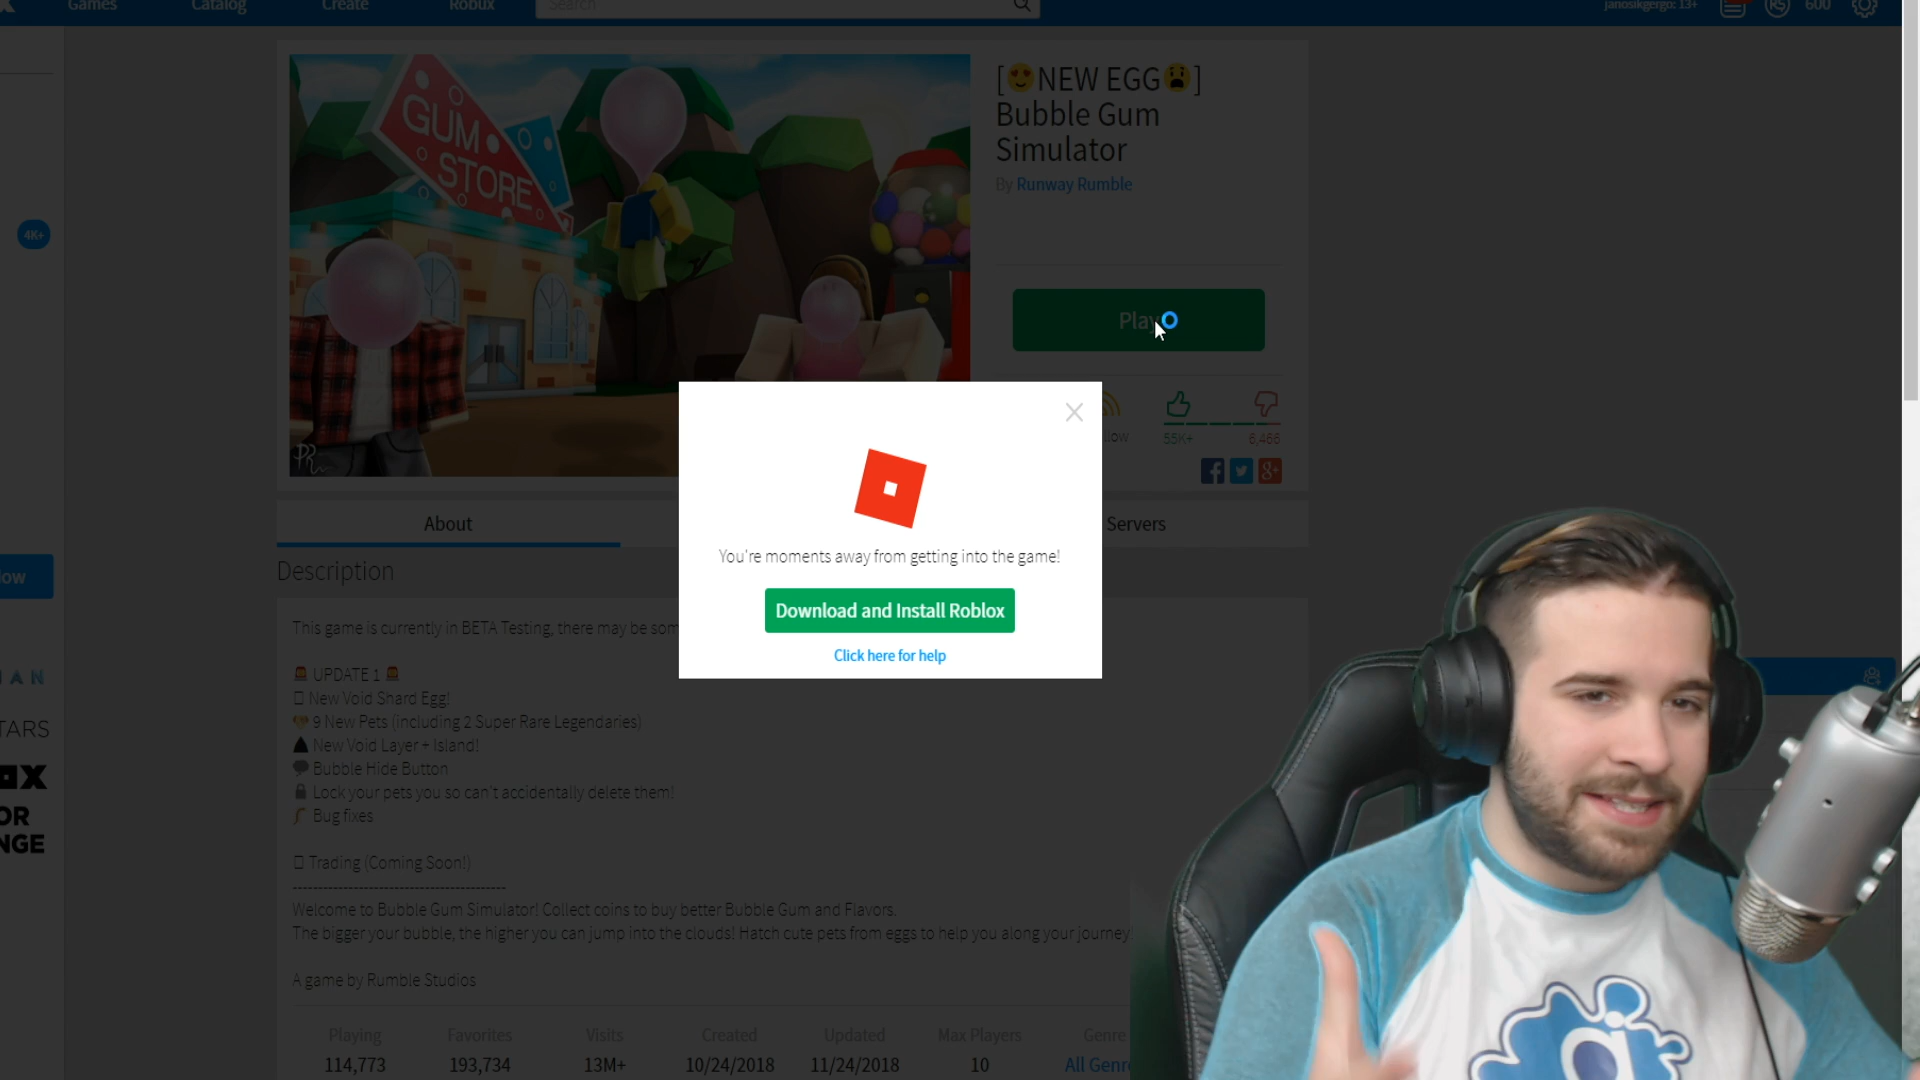 Games Catalog Create Robux Search janosikgergo: 13+ 600
GUM
STORE
[😍NEW EGG😫]
Bubble Gum
Simulator
By Runway Rumble
4K+
Play
55K+ 6,466
About
Servers
You're moments away from getting into the game!
Download and Install Roblox
Click here for help
Description
This game is currently in BETA Testing, there may be som
UPDATE 1
New Void Shard Egg!
9 New Pets (including 2 Super Rare Legendaries)
New Void Layer + Island!
Bubble Hide Button
Lock your pets you so can't accidentally delete them!
Bug fixes
Trading (Coming Soon!)
------------------------------------------
Welcome to Bubble Gum Simulator! Collect coins to buy better Bubble Gum and Flavors.
The bigger your bubble, the higher you can jump into the clouds! Hatch cute pets from eggs to help you along your journey
A game by Rumble Studios
Playing Favorites Visits Created Updated Max Players Genre
114,773 193,734 13M+ 10/24/2018 11/24/2018 10 All Genre